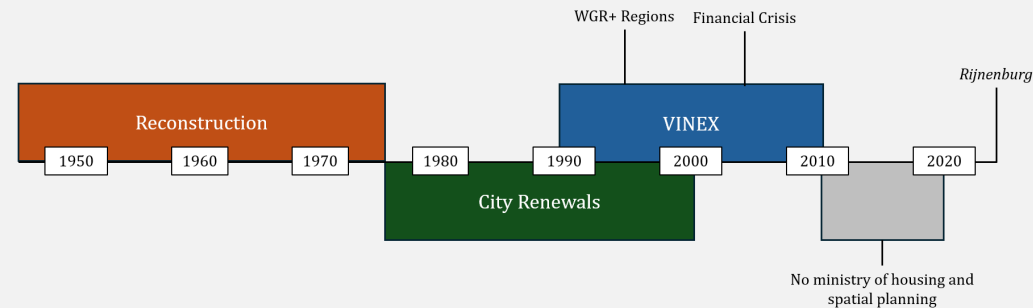 WGR+ Regions
Financial Crisis
Rijnenburg
Reconstruction
VINEX
1950
1960
1970
1980
1990
2000
2010
2020
City Renewals
No ministry of housing and
spatial planning